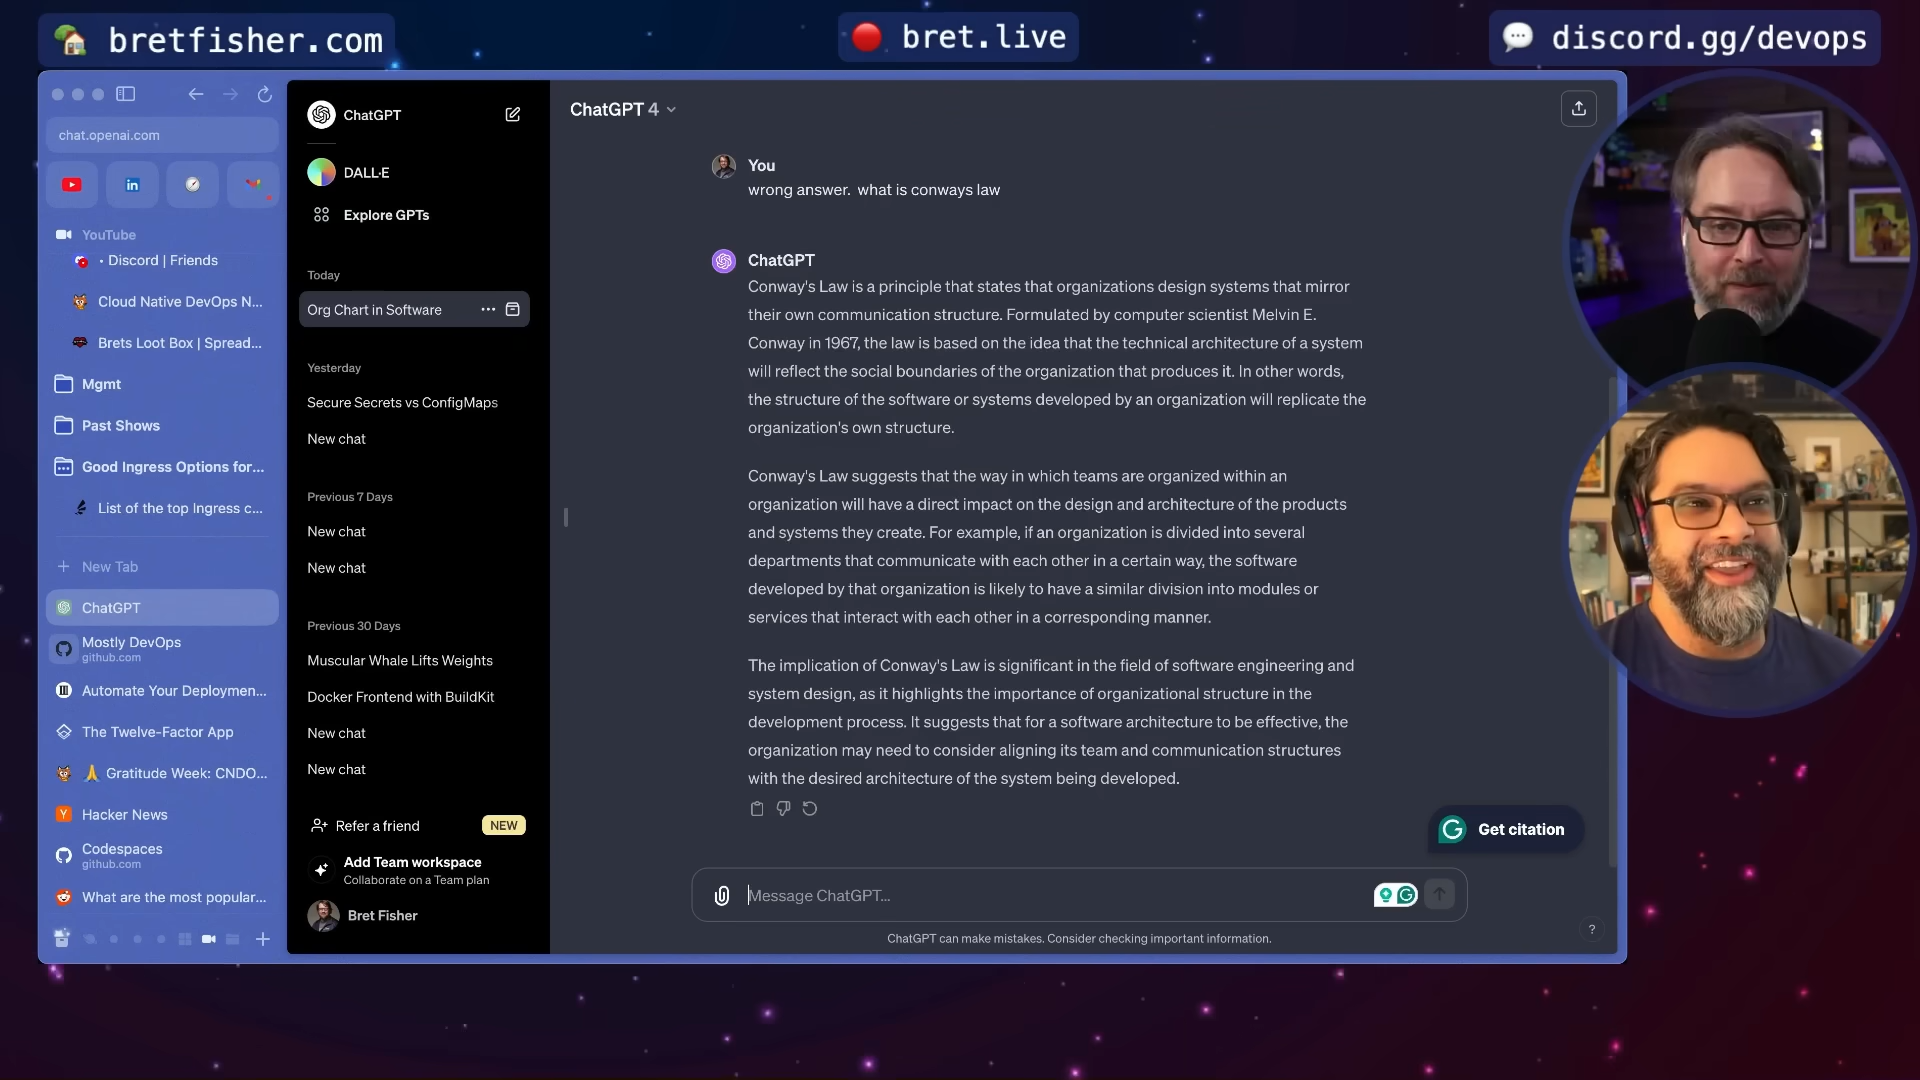 bretfisher.com
bret.live
discord.gg/devops
chat.openai.com
YouTube
• Discord | Friends
Cloud Native DevOps N...
Brets Loot Box | Spread...
Mgmt
Past Shows
Good Ingress Options for...
List of the top Ingress c...
New Tab
ChatGPT
Mostly DevOps
github.com
Automate Your Deploymen...
The Twelve-Factor App
🙏 Gratitude Week: CNDO...
Hacker News
Codespaces
github.com
What are the most popular...
ChatGPT
DALL·E
Explore GPTs
Today
Org Chart in Software
Yesterday
Secure Secrets vs ConfigMaps
New chat
Previous 7 Days
New chat
New chat
Previous 30 Days
Muscular Whale Lifts Weights
Docker Frontend with BuildKit
New chat
New chat
Refer a friend NEW
Add Team workspace
Collaborate on a Team plan
Bret Fisher
ChatGPT 4
You
wrong answer. what is conways law
ChatGPT
Conway's Law is a principle that states that organizations design systems that mirror
their own communication structure. Formulated by computer scientist Melvin E.
Conway in 1967, the law is based on the idea that the technical architecture of a system
will reflect the social boundaries of the organization that produces it. In other words,
the structure of the software or systems developed by an organization will replicate the
organization's own structure.
Conway's Law suggests that the way in which teams are organized within an
organization will have a direct impact on the design and architecture of the products
and systems they create. For example, if an organization is divided into several
departments that communicate with each other in a certain way, the software
developed by that organization is likely to have a similar division into modules or
services that interact with each other in a corresponding manner.
The implication of Conway's Law is significant in the field of software engineering and
system design, as it highlights the importance of organizational structure in the
development process. It suggests that for a software architecture to be effective, the
organization may need to consider aligning its team and communication structures
with the desired architecture of the system being developed.
Get citation
Message ChatGPT...
ChatGPT can make mistakes. Consider checking important information.
?